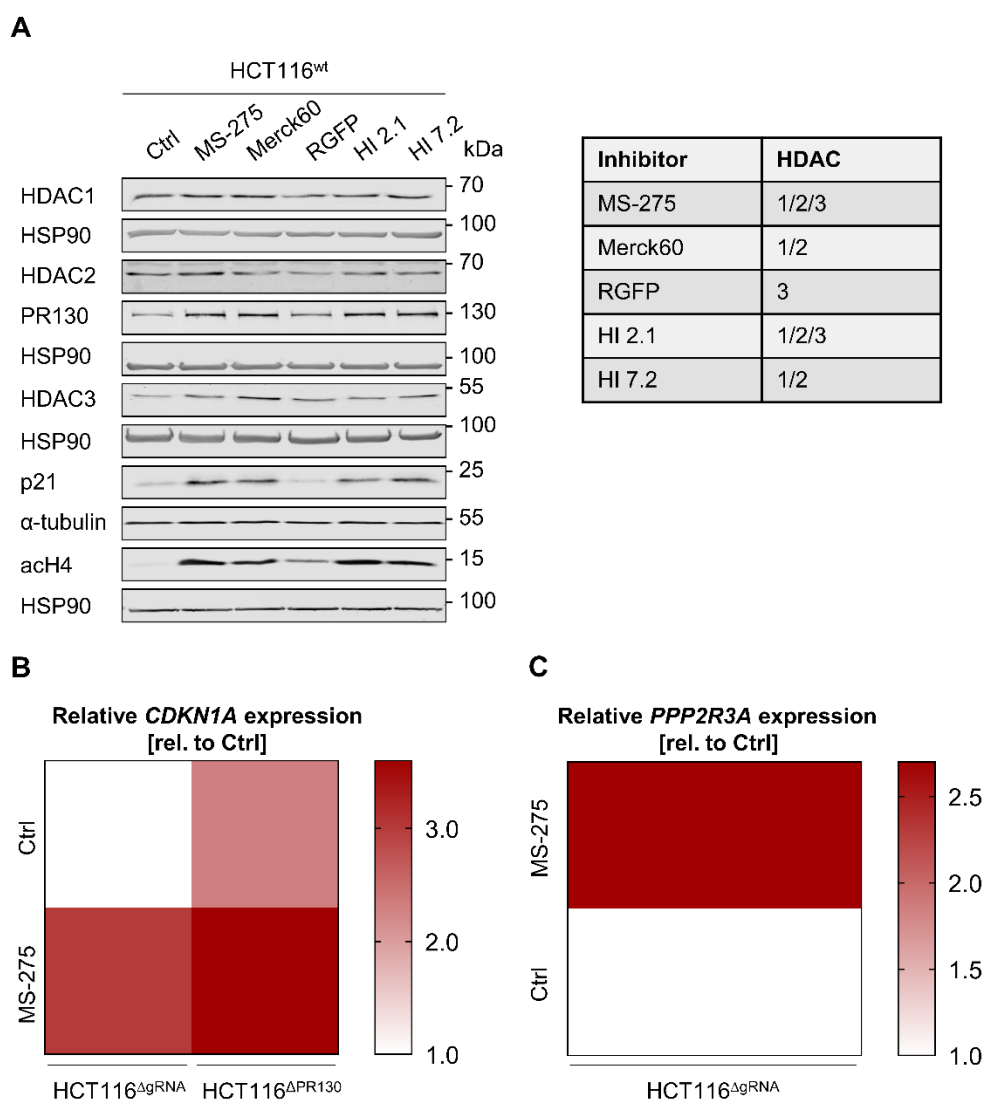 A
HCT116wt
Ctrl MS-275 Merck60 RGFP HI 2.1 HI 7.2 kDa
HDAC1 70
HSP90 100
HDAC2 70
PR130 130
HSP90 100
HDAC3 55
HSP90 100
p21 25
α-tubulin 55
acH4 15
HSP90 100
Inhibitor HDAC
MS-275 1/2/3
Merck60 1/2
RGFP 3
HI 2.1 1/2/3
HI 7.2 1/2
B
Relative CDKN1A expression
[rel. to Ctrl]
Ctrl
MS-275
3.0
2.0
1.0
HCT116ΔgRNA HCT116ΔPR130
C
Relative PPP2R3A expression
[rel. to Ctrl]
MS-275
Ctrl
2.5
2.0
1.5
1.0
HCT116ΔgRNA